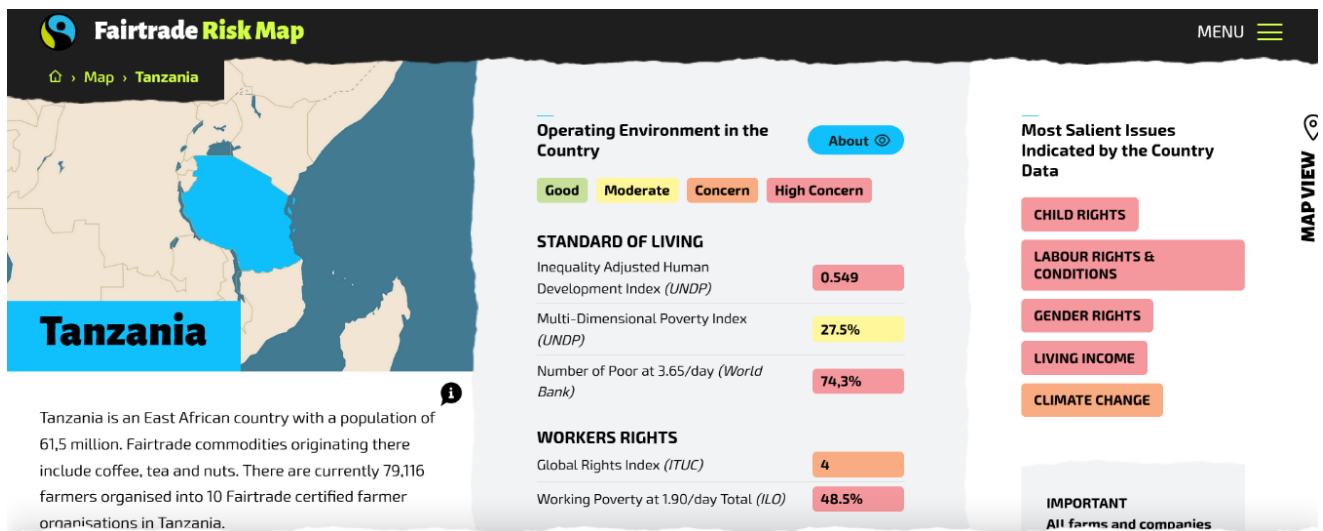 Fairtrade Risk Map
MENU
Map › Tanzania
Tanzania
Tanzania is an East African country with a population of
61,5 million. Fairtrade commodities originating there
include coffee, tea and nuts. There are currently 79,116
farmers organised into 10 Fairtrade certified farmer
organisations in Tanzania.
Operating Environment in the
Country
About
Good
Moderate
Concern
High Concern
STANDARD OF LIVING
Inequality Adjusted Human
Development Index (UNDP)
0.549
Multi-Dimensional Poverty Index
(UNDP)
27.5%
Number of Poor at 3.65/day (World
Bank)
74,3%
WORKERS RIGHTS
Global Rights Index (ITUC)
4
Working Poverty at 1.90/day Total (ILO)
48.5%
Most Salient Issues
Indicated by the Country
Data
CHILD RIGHTS
LABOUR RIGHTS &
CONDITIONS
GENDER RIGHTS
LIVING INCOME
CLIMATE CHANGE
IMPORTANT
All farms and companies
MAP VIEW